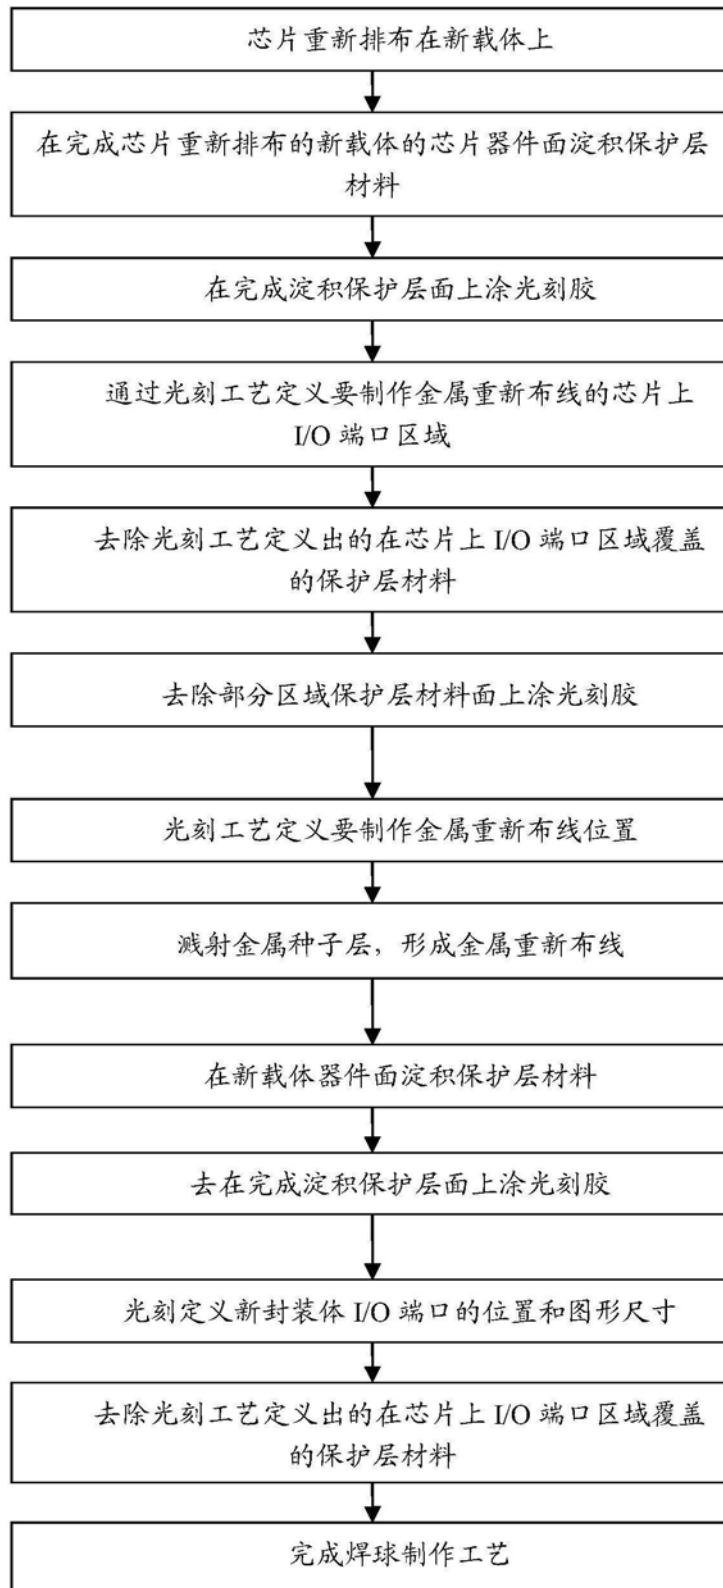 芯片重新排布在新载体上
在完成芯片重新排布的新载体的芯片器件面淀积保护层
材料
在完成淀积保护层面上涂光刻胶
通过光刻工艺定义要制作金属重新布线的芯片上
I/O 端口区域
去除光刻工艺定义出的在芯片上 I/O 端口区域覆盖
的保护层材料
去除部分区域保护层材料面上涂光刻胶
光刻工艺定义要制作金属重新布线位置
溅射金属种子层，形成金属重新布线
在新载体器件面淀积保护层材料
去在完成淀积保护层面上涂光刻胶
光刻定义新封装体 I/O 端口的位置和图形尺寸
去除光刻工艺定义出的在芯片上 I/O 端口区域覆盖
的保护层材料
完成焊球制作工艺